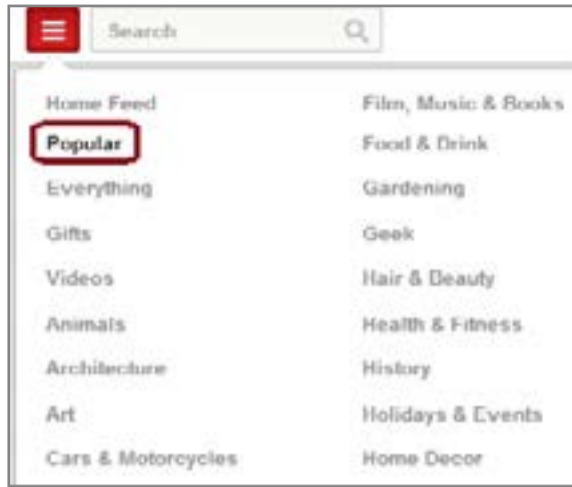 Search
Home Feed
Popular
Everything
Gifts
Videos
Animals
Architecture
Art
Cars & Motorcycles
Film, Music & Books
Food & Drink
Gardening
Geek
Hair & Beauty
Health & Fitness
History
Holidays & Events
Home Decor